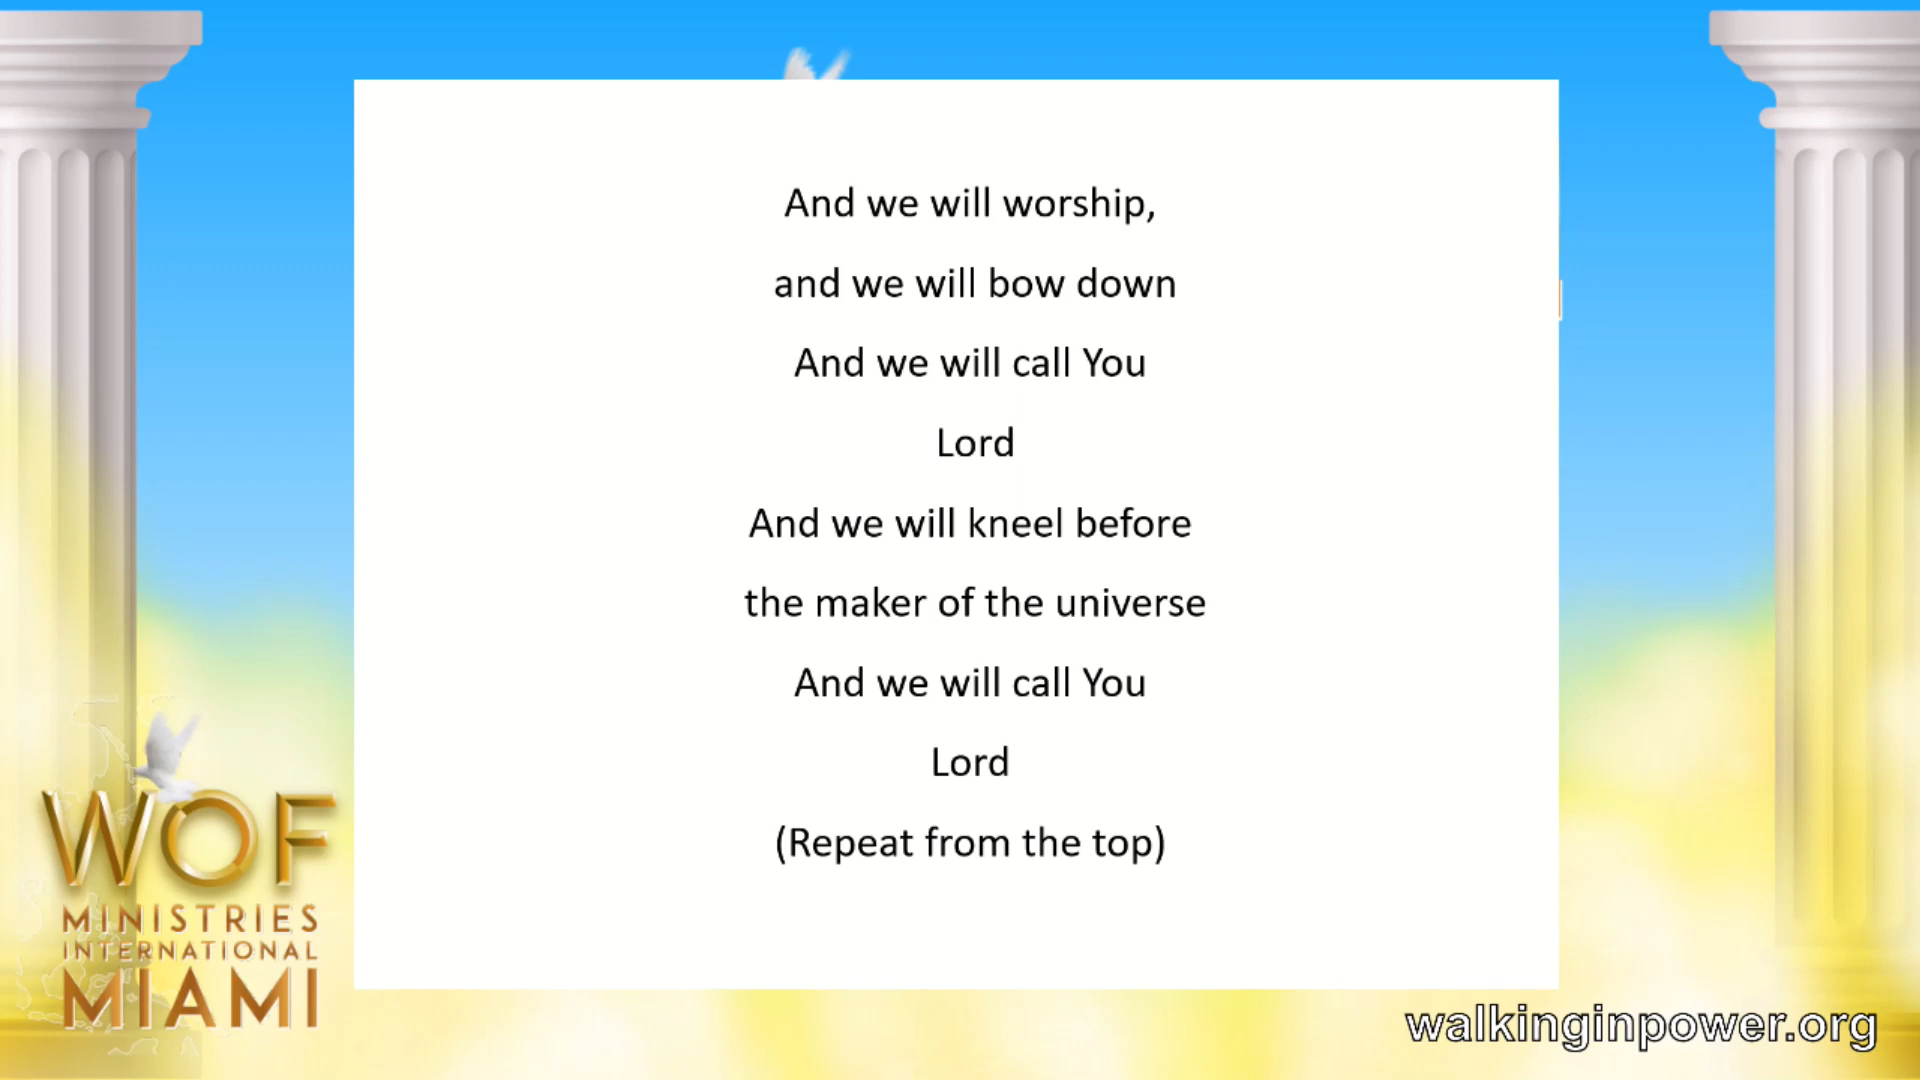 And we will worship,
and we will bow down
And we will call You
Lord
And we will kneel before
the maker of the universe
And we will call You
Lord
(Repeat from the top)
WOF
MINISTRIES
INTERNATIONAL
MIAMI
walkinginpower.org